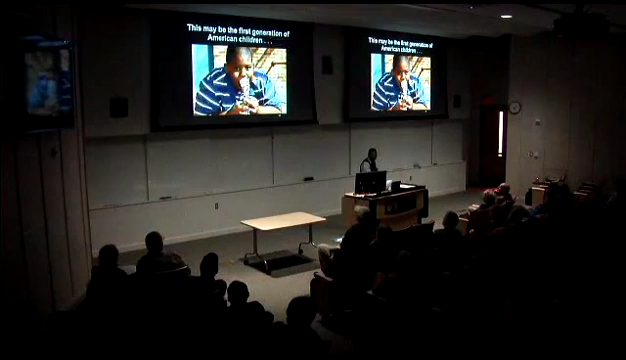 This may be the first generation of
American children . . .
This may be the first generation of
American children . . .